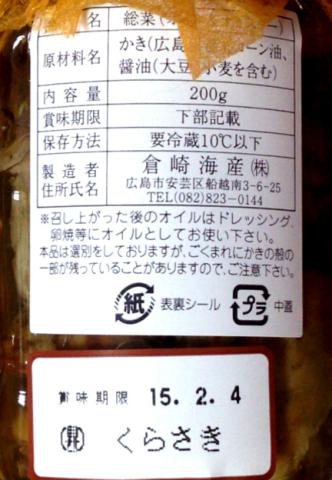 名 総菜(
原材料名 かき(広島 ーン油、
醤油(大豆 小麦を含む)
内容量 200g
賞味期限 下部記載
保存方法 要冷蔵10℃以下
製造者 倉崎海産㈱
住所氏名 広島市安芸区船越南3-6-25
TEL(082)823-0144
※召し上がった後のオイルはドレッシング、
卵焼等にオイルとしてお使い下さい。
本品は選別をしておりますが、ごくまれにかきの殻の
一部が残っていることがありますので、ご注意下さい。
紙 表裏シール プラ 中蓋
賞味期限 15.2.4
くらさき